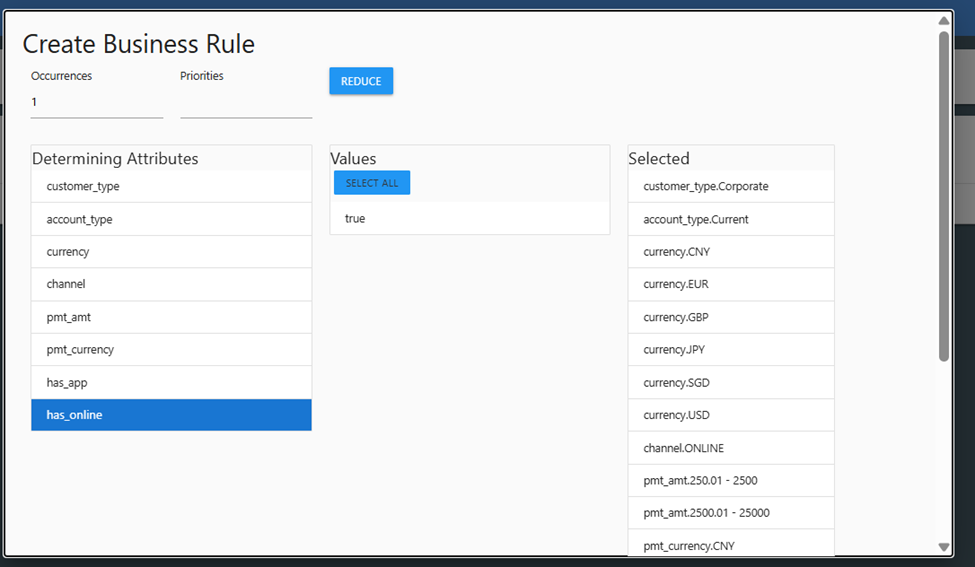 Create Business Rule
Occurrences
Priorities
REDUCE
1
Determining Attributes
customer_type
account_type
currency
channel
pmt_amt
pmt_currency
has_app
has_online
Values
SELECT ALL
true
Selected
customer_type.Corporate
account_type.Current
currency.CNY
currency.EUR
currency.GBP
currency.JPY
currency.SGD
currency.USD
channel.ONLINE
pmt_amt.250.01 - 2500
pmt_amt.2500.01 - 25000
pmt_currency.CNY